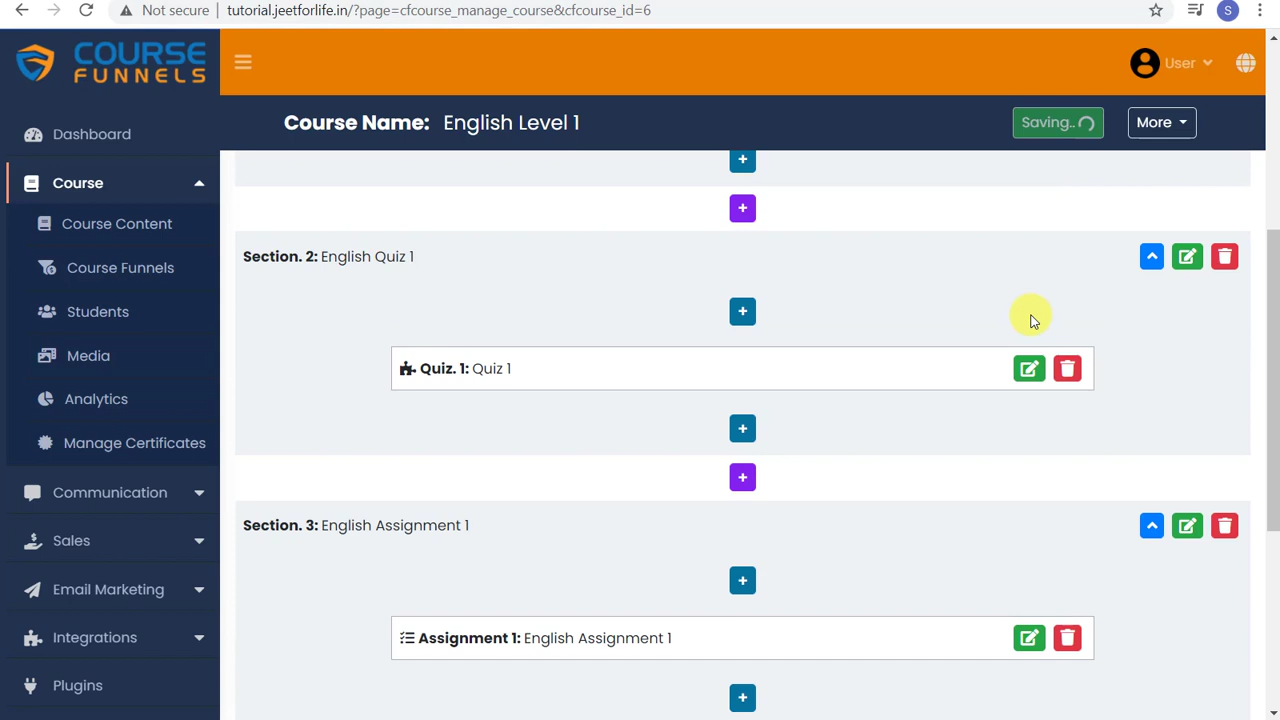 Not secure
tutorial.jeetforlife.in/?page=cfcourse_manage_course&cfcourse_id=6
S
COURSE
FUNNELS
User
Course Name: English Level 1
Saving..
More
Dashboard
Course
Course Content
Course Funnels
Students
Media
Analytics
Manage Certificates
Communication
Sales
Email Marketing
Integrations
Plugins
+
+
Section. 2: English Quiz 1
+
Quiz. 1: Quiz 1
+
+
Section. 3: English Assignment 1
+
Assignment 1: English Assignment 1
+